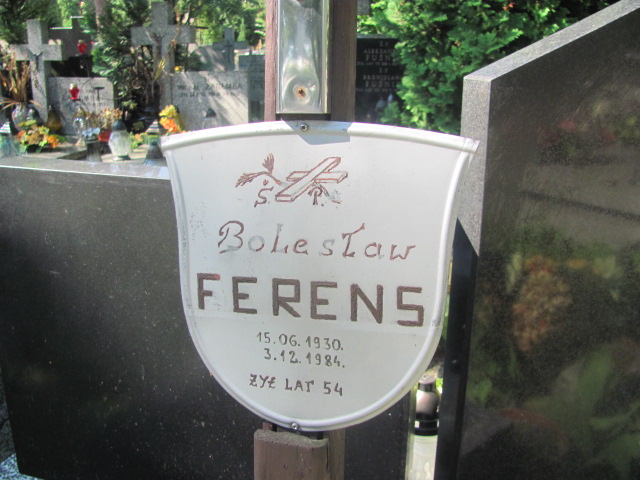 Ś. P.
Bolesław
FERENS
15.06.1930.
3.12.1984.
ŻYŁ LAT 54